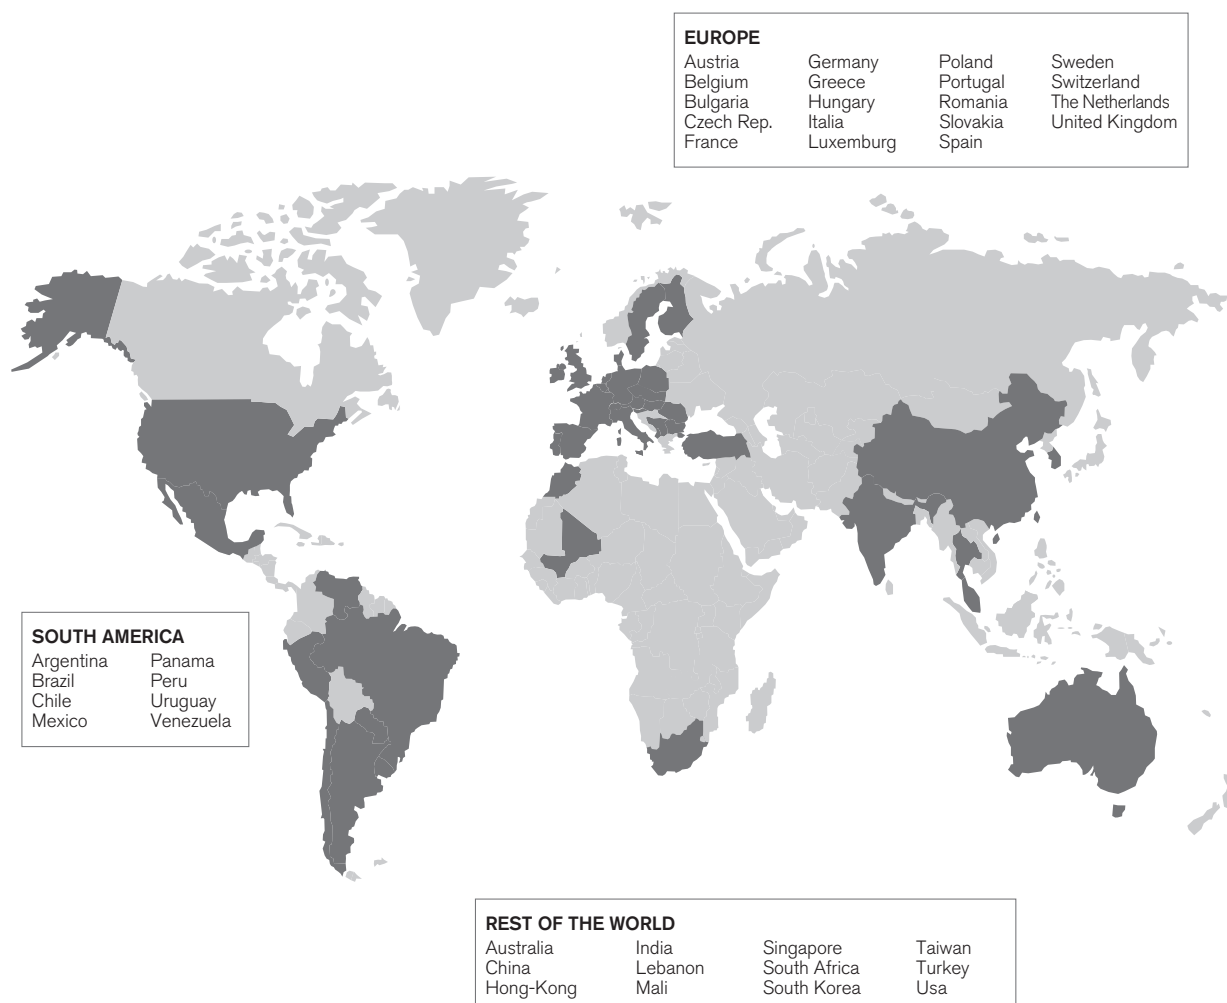 EUROPE
Austria Germany Poland Sweden
Belgium Greece Portugal Switzerland
Bulgaria Hungary Romania The Netherlands
Czech Rep. Italia Slovakia United Kingdom
France Luxemburg Spain
SOUTH AMERICA
Argentina Panama
Brazil Peru
Chile Uruguay
Mexico Venezuela
REST OF THE WORLD
Australia India Singapore Taiwan
China Lebanon South Africa Turkey
Hong-Kong Mali South Korea Usa